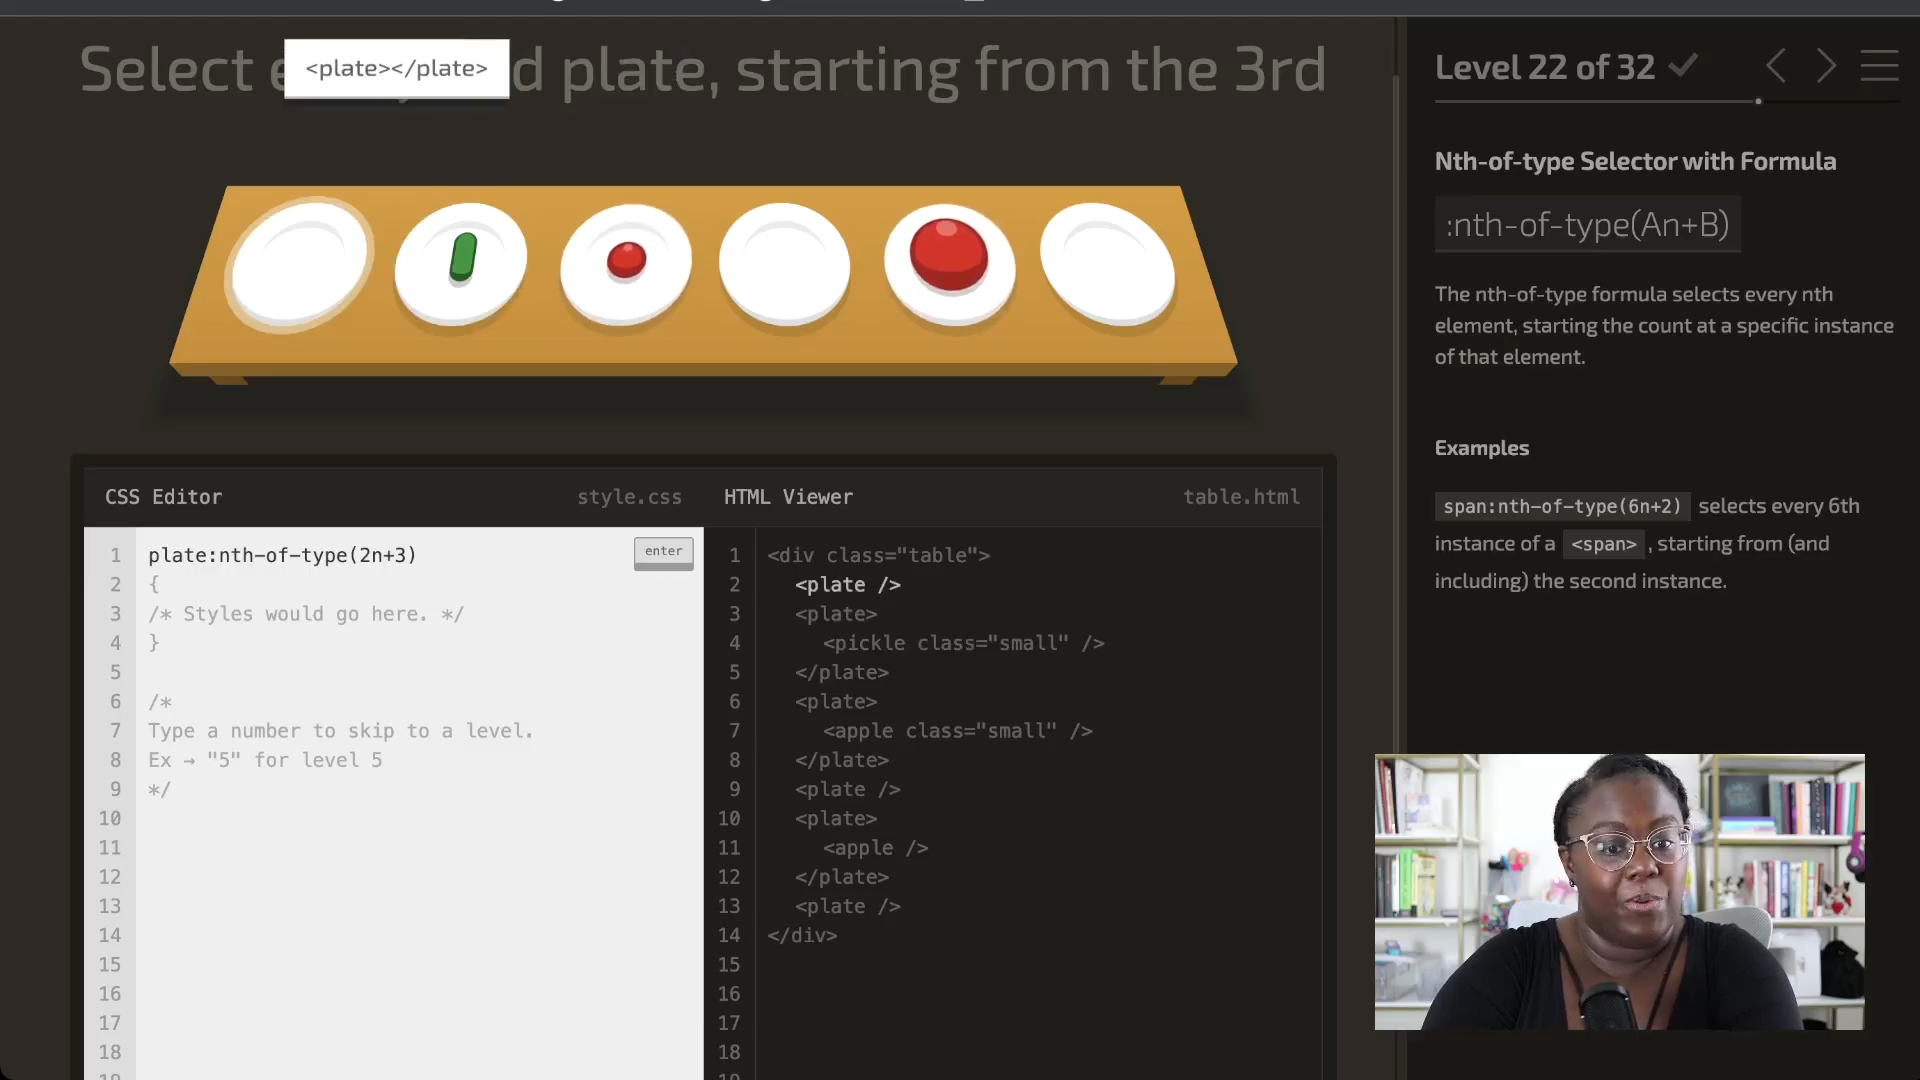 Select e d plate, starting from the 3rd
<plate></plate>
CSS Editor
style.css
1 plate:nth-of-type(2n+3)
enter
2 {
3 /* Styles would go here. */
4 }
5
6 /*
7 Type a number to skip to a level.
8 Ex → "5" for level 5
9 */
10
11
12
13
14
15
16
17
18
19
HTML Viewer
table.html
1 <div class="table">
2 <plate />
3 <plate>
4 <pickle class="small" />
5 </plate>
6 <plate>
7 <apple class="small" />
8 </plate>
9 <plate />
10 <plate>
11 <apple />
12 </plate>
13 <plate />
14 </div>
15
16
17
18
19
Level 22 of 32
Nth-of-type Selector with Formula
:nth-of-type(An+B)
The nth-of-type formula selects every nth
element, starting the count at a specific instance
of that element.
Examples
span:nth-of-type(6n+2) selects every 6th
instance of a <span> , starting from (and
including) the second instance.